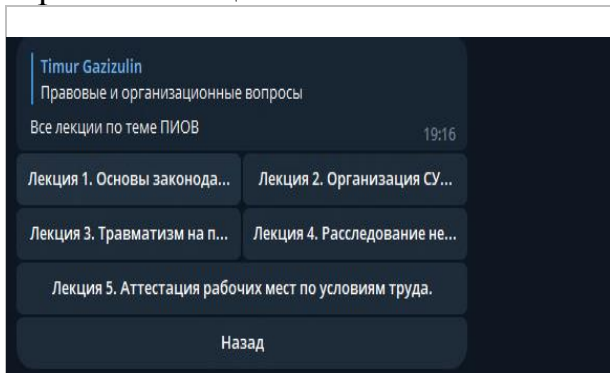 Timur Gazizulin
Правовые и организационные вопросы
Все лекции по теме ПИОВ
19:16
Лекция 1. Основы законода...
Лекция 2. Организация СУ...
Лекция 3. Травматизм на п...
Лекция 4. Расследование не...
Лекция 5. Аттестация рабочих мест по условиям труда.
Назад